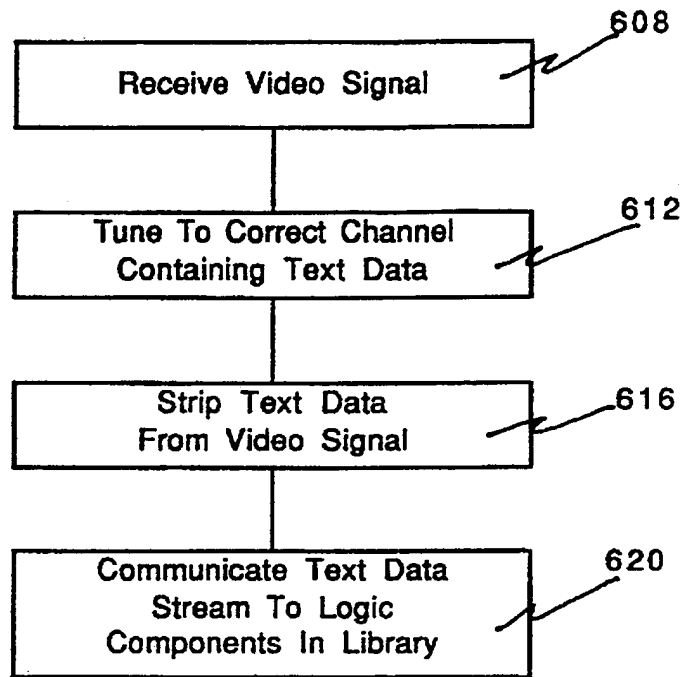 608
Receive Video Signal
612
Tune To Correct Channel
Containing Text Data
616
Strip Text Data
From Video Signal
620
Communicate Text Data
Stream To Logic
Components In Library